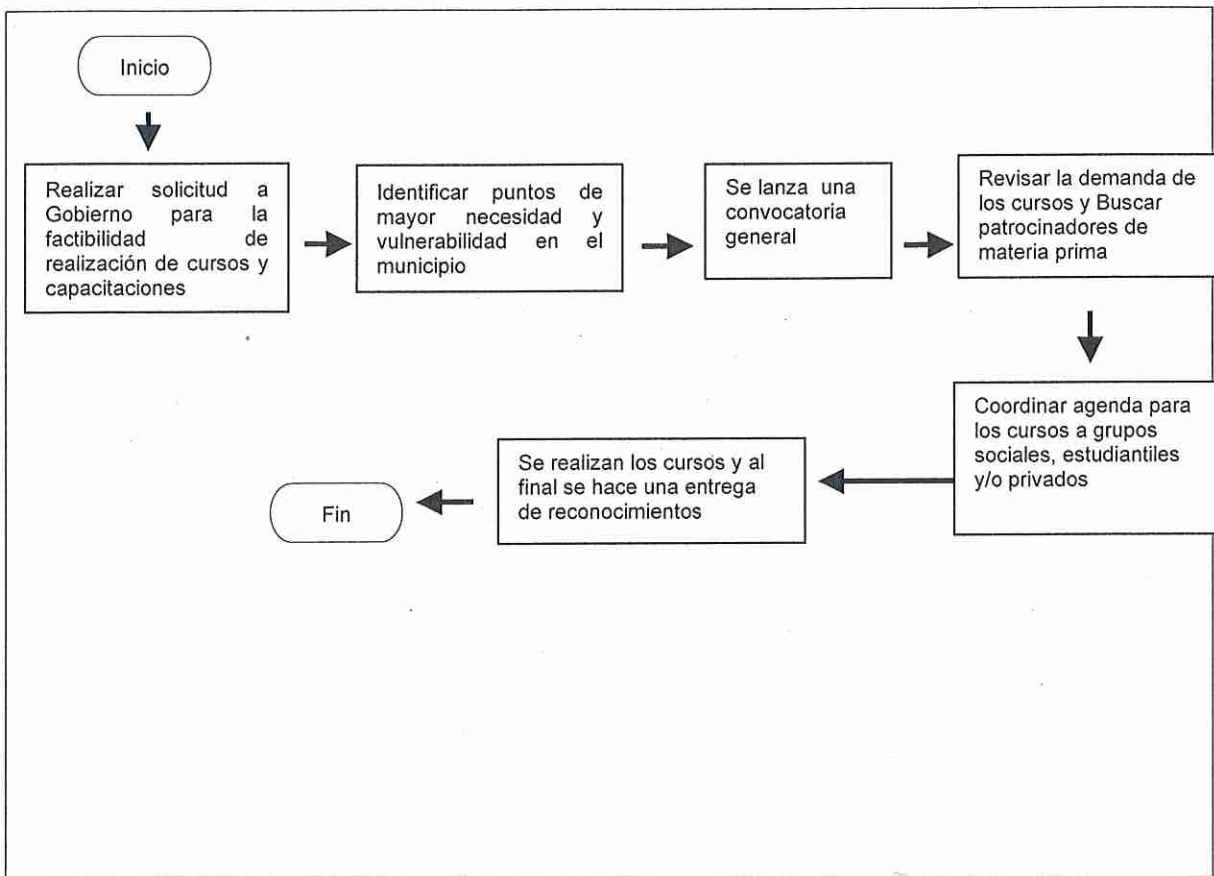 Inicio
Realizar solicitud a
Gobierno para la
factibilidad de
realización de cursos y
capacitaciones
Identificar puntos de
mayor necesidad y
vulnerabilidad en el
municipio
Se lanza una
convocatoria
general
Revisar la demanda de
los cursos y Buscar
patrocinadores de
materia prima
Coordinar agenda para
los cursos a grupos
sociales, estudiantiles
y/o privados
Se realizan los cursos y al
final se hace una entrega
de reconocimientos
Fin